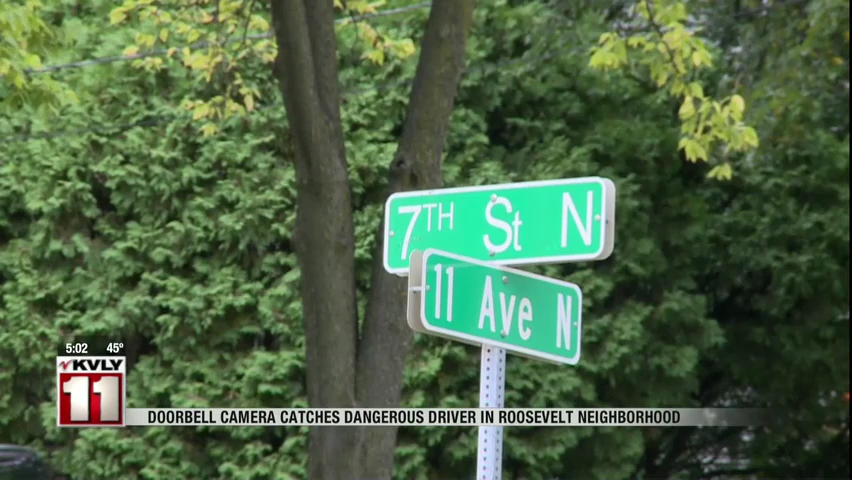 7TH St N
11 Ave N
5:02 45°
KVLY
11
DOORBELL CAMERA CATCHES DANGEROUS DRIVER IN ROOSEVELT NEIGHBORHOOD